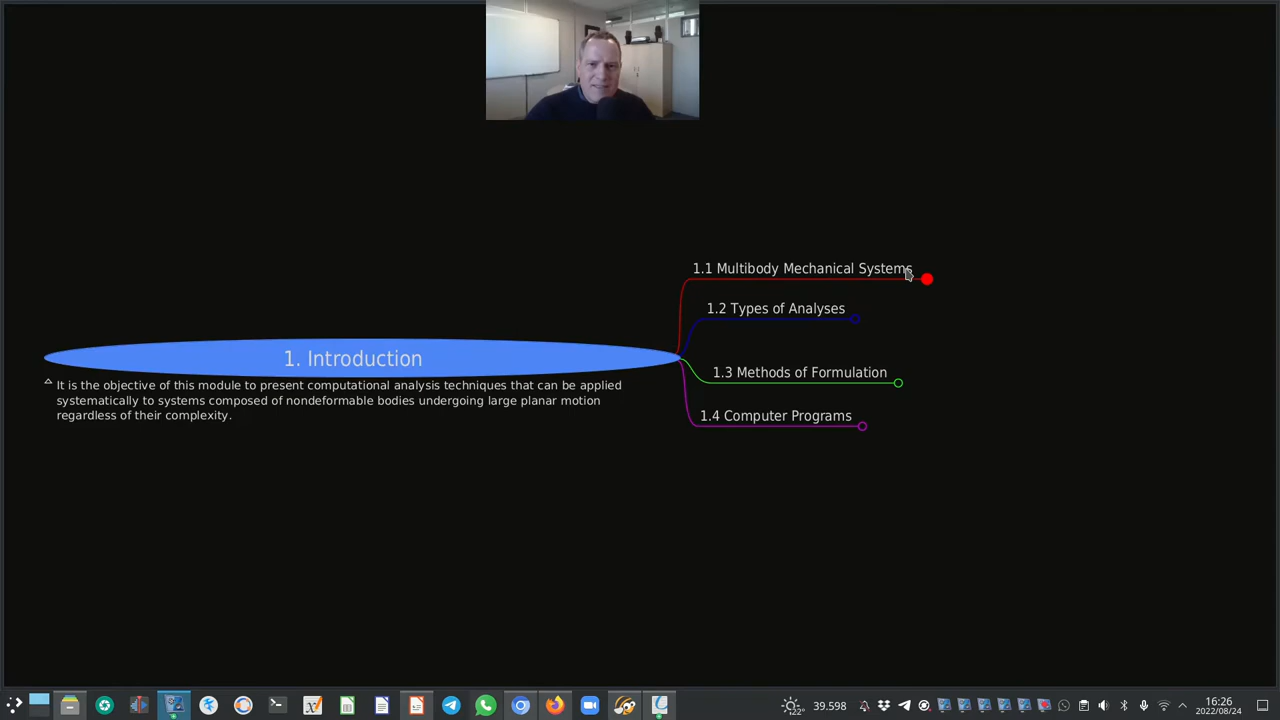 1.1 Multibody Mechanical Systems
1.2 Types of Analyses
1. Introduction
1.3 Methods of Formulation
It is the objective of this module to present computational analysis techniques that can be applied
systematically to systems composed of nondeformable bodies undergoing large planar motion
regardless of their complexity.
1.4 Computer Programs
22°
39.598
16:26
2022/08/24